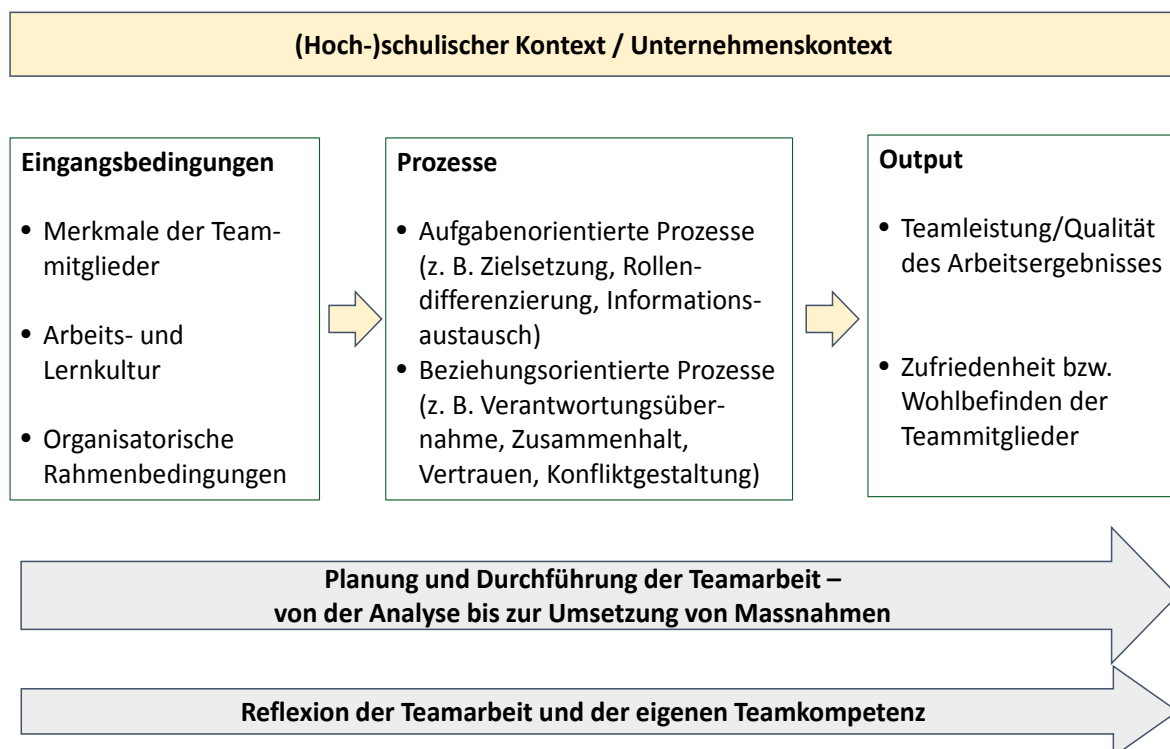 (Hoch-)schulischer Kontext / Unternehmenskontext
Eingangsbedingungen
• Merkmale der Team-
mitglieder
• Arbeits- und
Lernkultur
• Organisatorische
Rahmenbedingungen
Prozesse
• Aufgabenorientierte Prozesse
(z. B. Zielsetzung, Rollen-
differenzierung, Informations-
austausch)
• Beziehungsorientierte Prozesse
(z. B. Verantwortungsüber-
nahme, Zusammenhalt,
Vertrauen, Konfliktgestaltung)
Output
• Teamleistung/Qualität
des Arbeitsergebnisses
• Zufriedenheit bzw.
Wohlbefinden der
Teammitglieder
Planung und Durchführung der Teamarbeit –
von der Analyse bis zur Umsetzung von Massnahmen
Reflexion der Teamarbeit und der eigenen Teamkompetenz